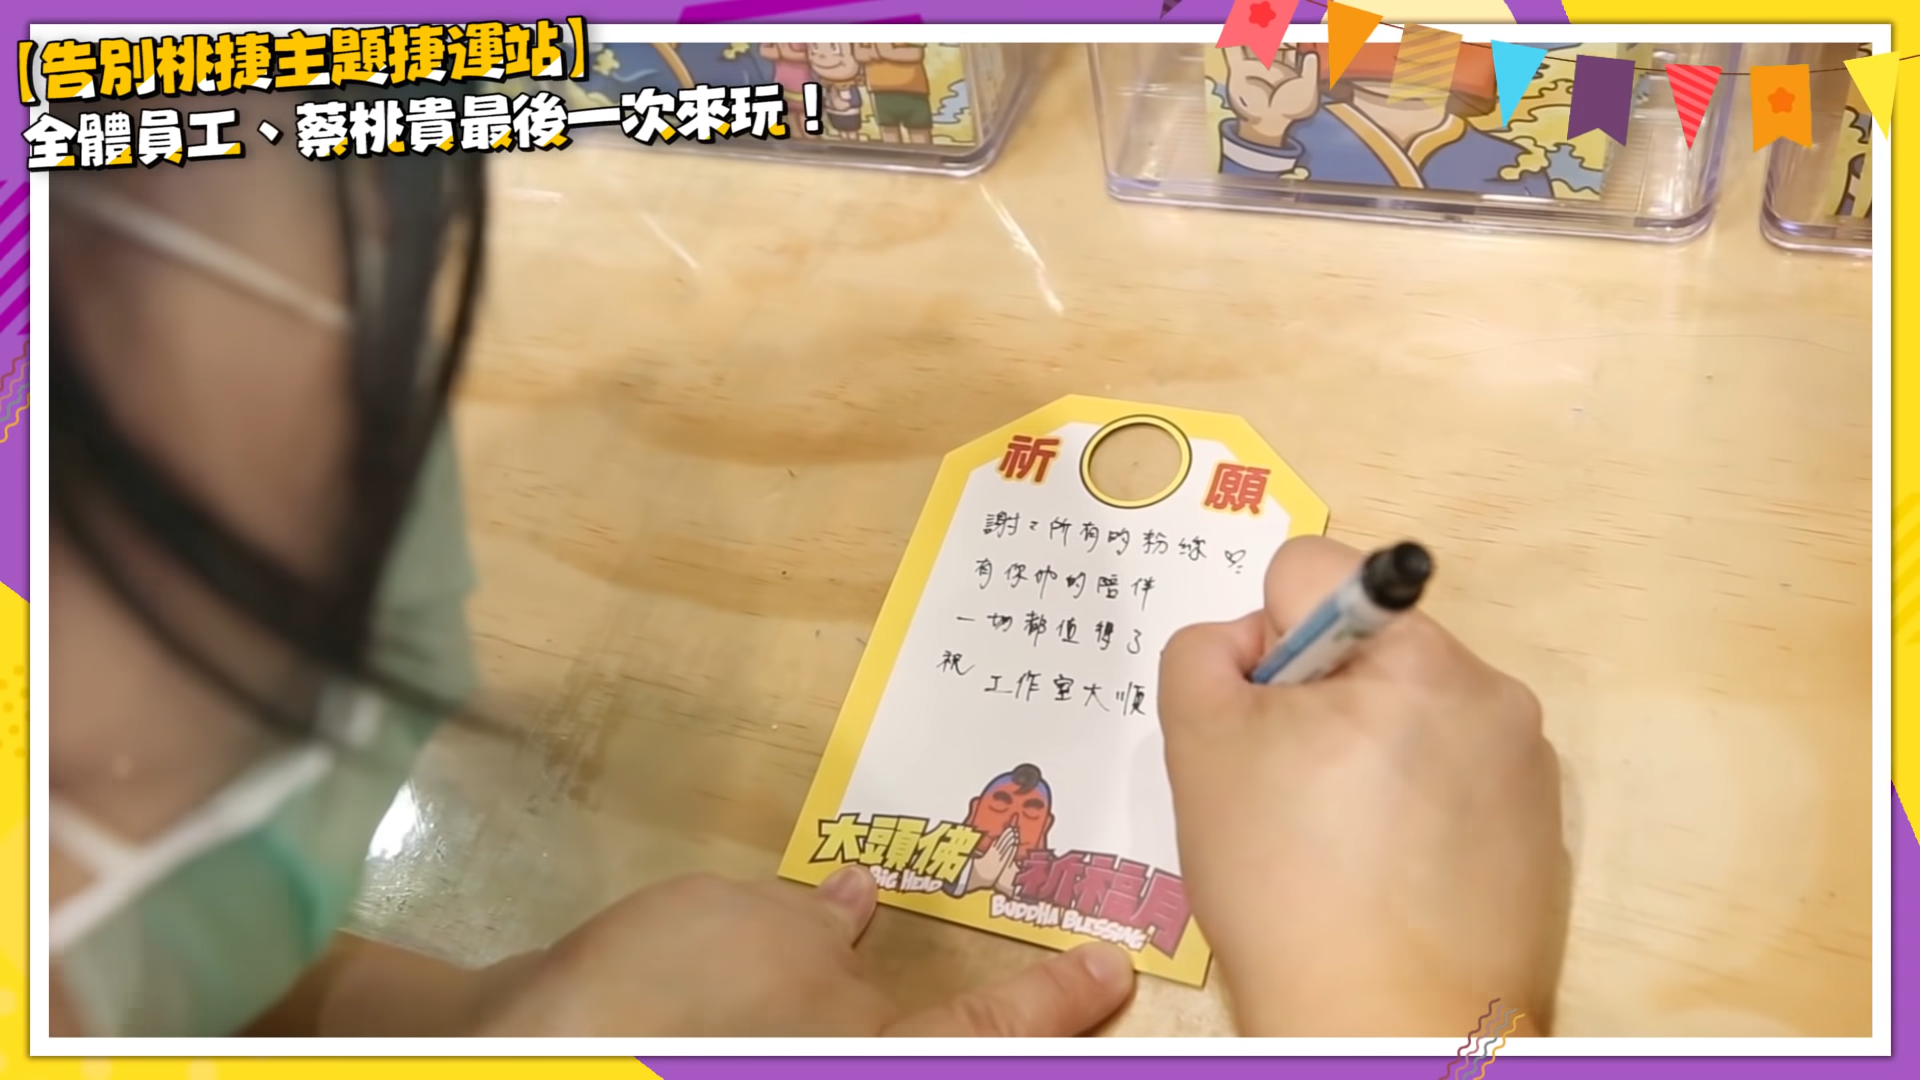 【告別桃捷主題捷運站】
全體員工、蔡桃貴最後一次來玩！
祈 願
謝々所有的粉絲♡
有你們的陪伴
一切都值得了
祝
工作室大順
大頭佛
BIG HEAD
祈福月
BUDDHA BLESSING